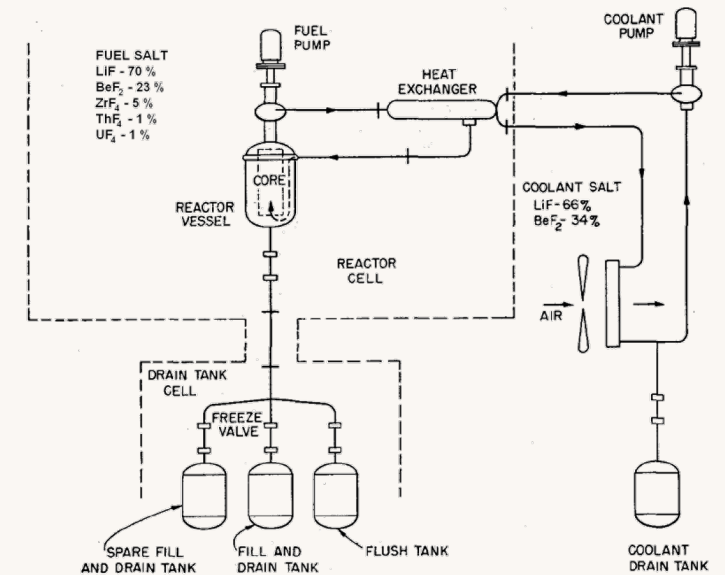 FUEL
PUMP
COOLANT
PUMP
FUEL SALT
LiF - 70 %
BeF₂ - 23 %
ZrF₄ - 5 %
ThF₄ - 1 %
UF₄ - 1 %
HEAT
EXCHANGER
CORE
REACTOR
VESSEL
COOLANT SALT
LiF-66%
BeF₂- 34%
REACTOR
CELL
AIR
DRAIN TANK
CELL
FREEZE
VALVE
SPARE FILL
AND DRAIN TANK
FILL AND
DRAIN TANK
FLUSH TANK
COOLANT
DRAIN TANK